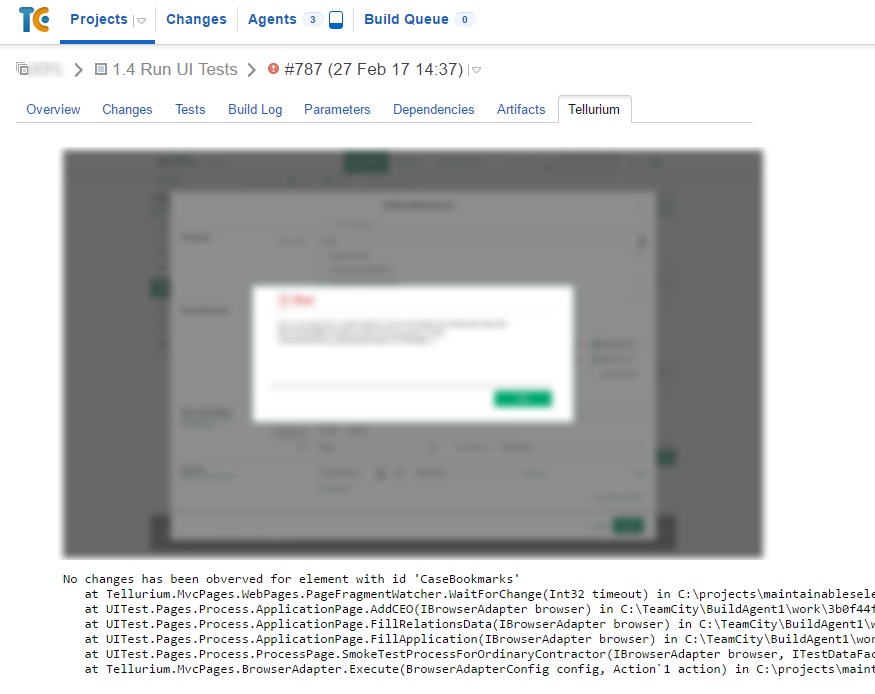 TC Projects Changes Agents 3 Build Queue 0
1.4 Run UI Tests #787 (27 Feb 17 14:37)
Overview Changes Tests Build Log Parameters Dependencies Artifacts Tellurium
No changes has been obverved for element with id 'CaseBookmarks'
at Tellurium.MvcPages.WebPages.PageFragmentWatcher.WaitForChange(Int32 timeout) in C:\projects\maintainablesele
at UITest.Pages.Process.ApplicationPage.AddCEO(IBrowserAdapter browser) in C:\TeamCity\BuildAgent1\work\3b0f44f
at UITest.Pages.Process.ApplicationPage.FillRelationsData(IBrowserAdapter browser) in C:\TeamCity\BuildAgent1\w
at UITest.Pages.Process.ApplicationPage.FillApplication(IBrowserAdapter browser) in C:\TeamCity\BuildAgent1\wor
at UITest.Pages.Process.ProcessPage.SmokeTestProcessForOrdinaryContractor(IBrowserAdapter browser, ITestDataFac
at Tellurium.MvcPages.BrowserAdapter.Execute(BrowserAdapterConfig config, Action`1 action) in C:\projects\maint